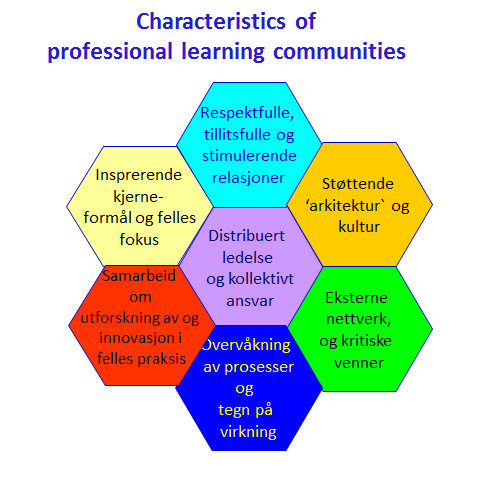 Characteristics of
professional learning communities
Respektfulle,
tillitsfulle og
stimulerende
relasjoner
Insprerende
kjerne-
formål og felles
fokus
Støttende
‘arkitektur` og
kultur
Distribuert
ledelse
og kollektivt
ansvar
Samarbeid
om
utforskning av og
innovasjon i
felles praksis
Eksterne
nettverk,
og kritiske
venner
Overvåkning
av prosesser
og
tegn på
virkning